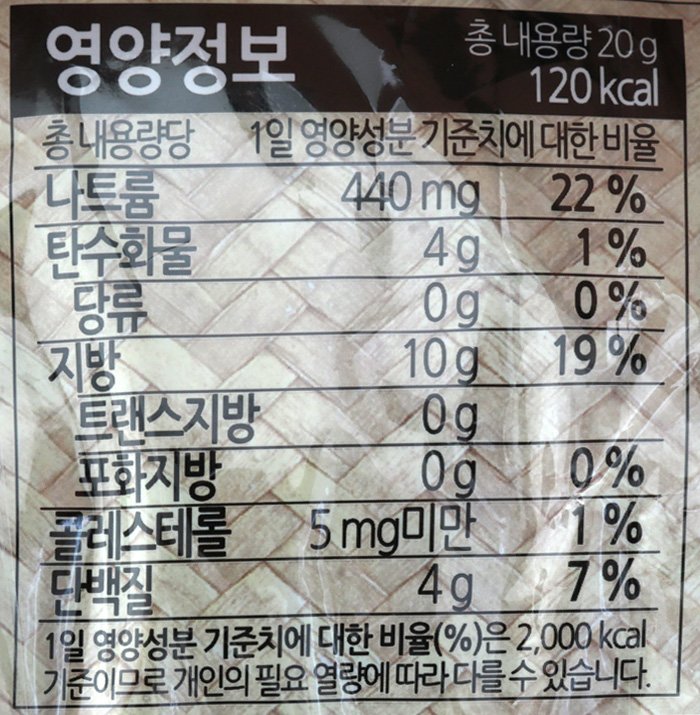 영양정보 총 내용량 20 g
120 kcal
총 내용량당 1일 영양성분 기준치에 대한 비율
나트륨 440 mg 22 %
탄수화물 4 g 1 %
당류 0 g 0 %
지방 10 g 19 %
트랜스지방 0 g
포화지방 0 g 0 %
콜레스테롤 5 mg미만 1 %
단백질 4 g 7 %
1일 영양성분 기준치에 대한 비율(%)은 2,000 kcal
기준이므로 개인의 필요 열량에 따라 다를 수 있습니다.